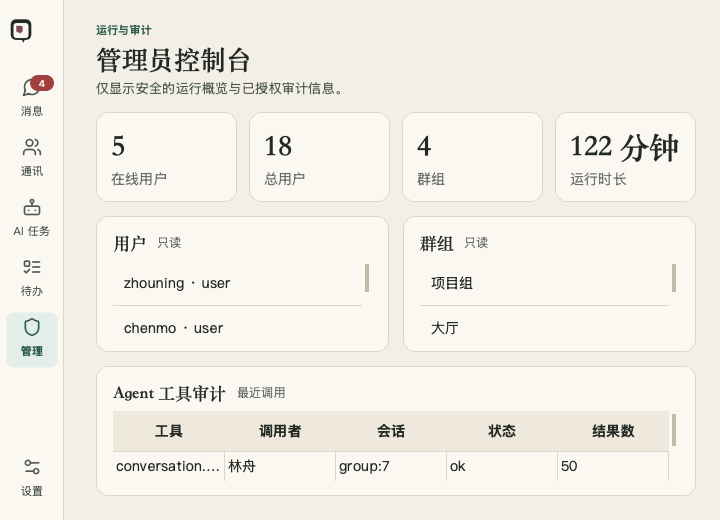 4
消息
通讯
AI 任务
待办
管理
设置
运行与审计
管理员控制台
仅显示安全的运行概览与已授权审计信息。
5
在线用户
18
总用户
4
群组
122 分钟
运行时长
用户 只读
zhouning · user
chenmo · user
群组 只读
项目组
大厅
Agent 工具审计 最近调用
工具 调用者 会话 状态 结果数
conversation.... 林舟 group:7 ok 50